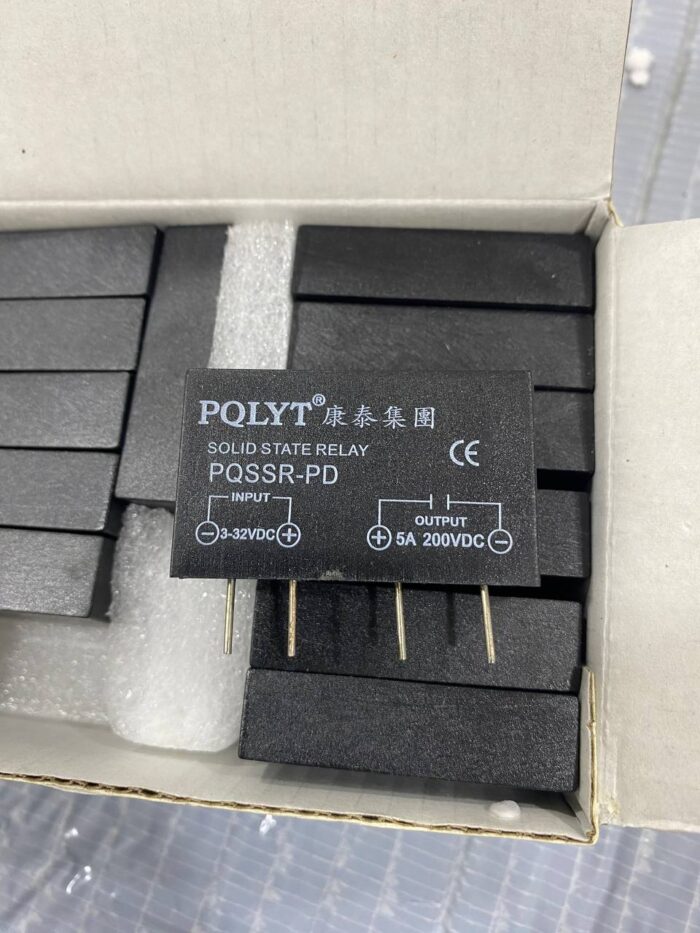 PQLYT® 康泰集團
SOLID STATE RELAY
PQSSR-PD
CE
INPUT
− 3-32VDC +
OUTPUT
+ 5A 200VDC −